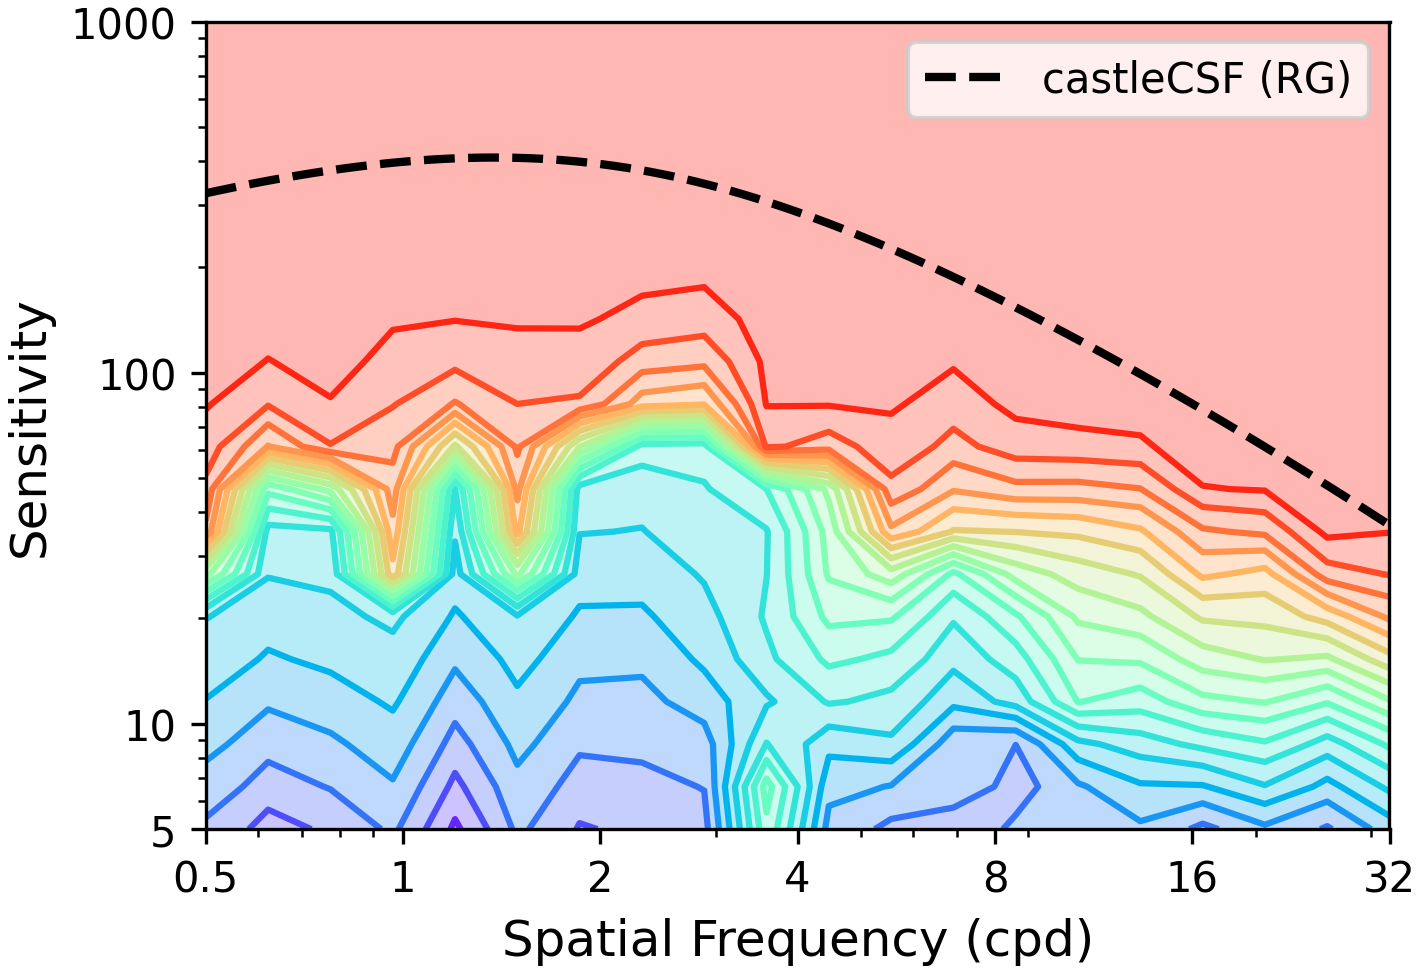 1000
castleCSF (RG)
Sensitivity
100
10
5
0.5 1 2 4 8 16 32
Spatial Frequency (cpd)